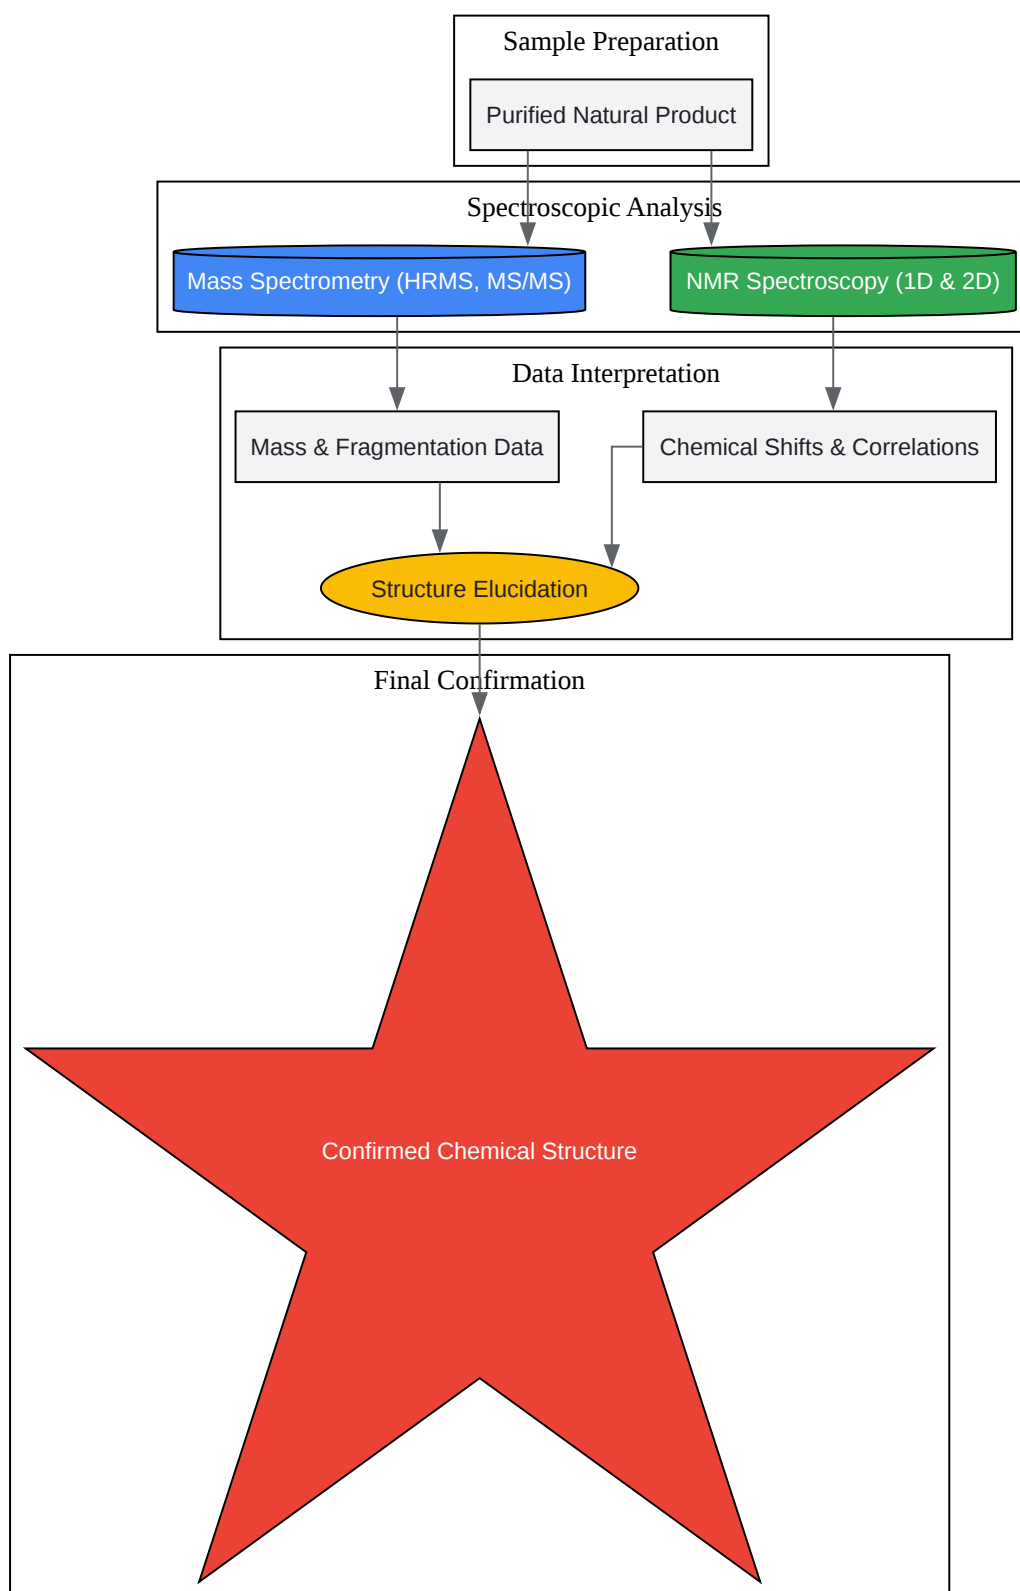 Sample Preparation
Purified Natural Product
Spectroscopic Analysis
Mass Spectrometry (HRMS, MS/MS)
NMR Spectroscopy (1D & 2D)
Data Interpretation
Mass & Fragmentation Data
Chemical Shifts & Correlations
Structure Elucidation
Final Confirmation
Confirmed Chemical Structure